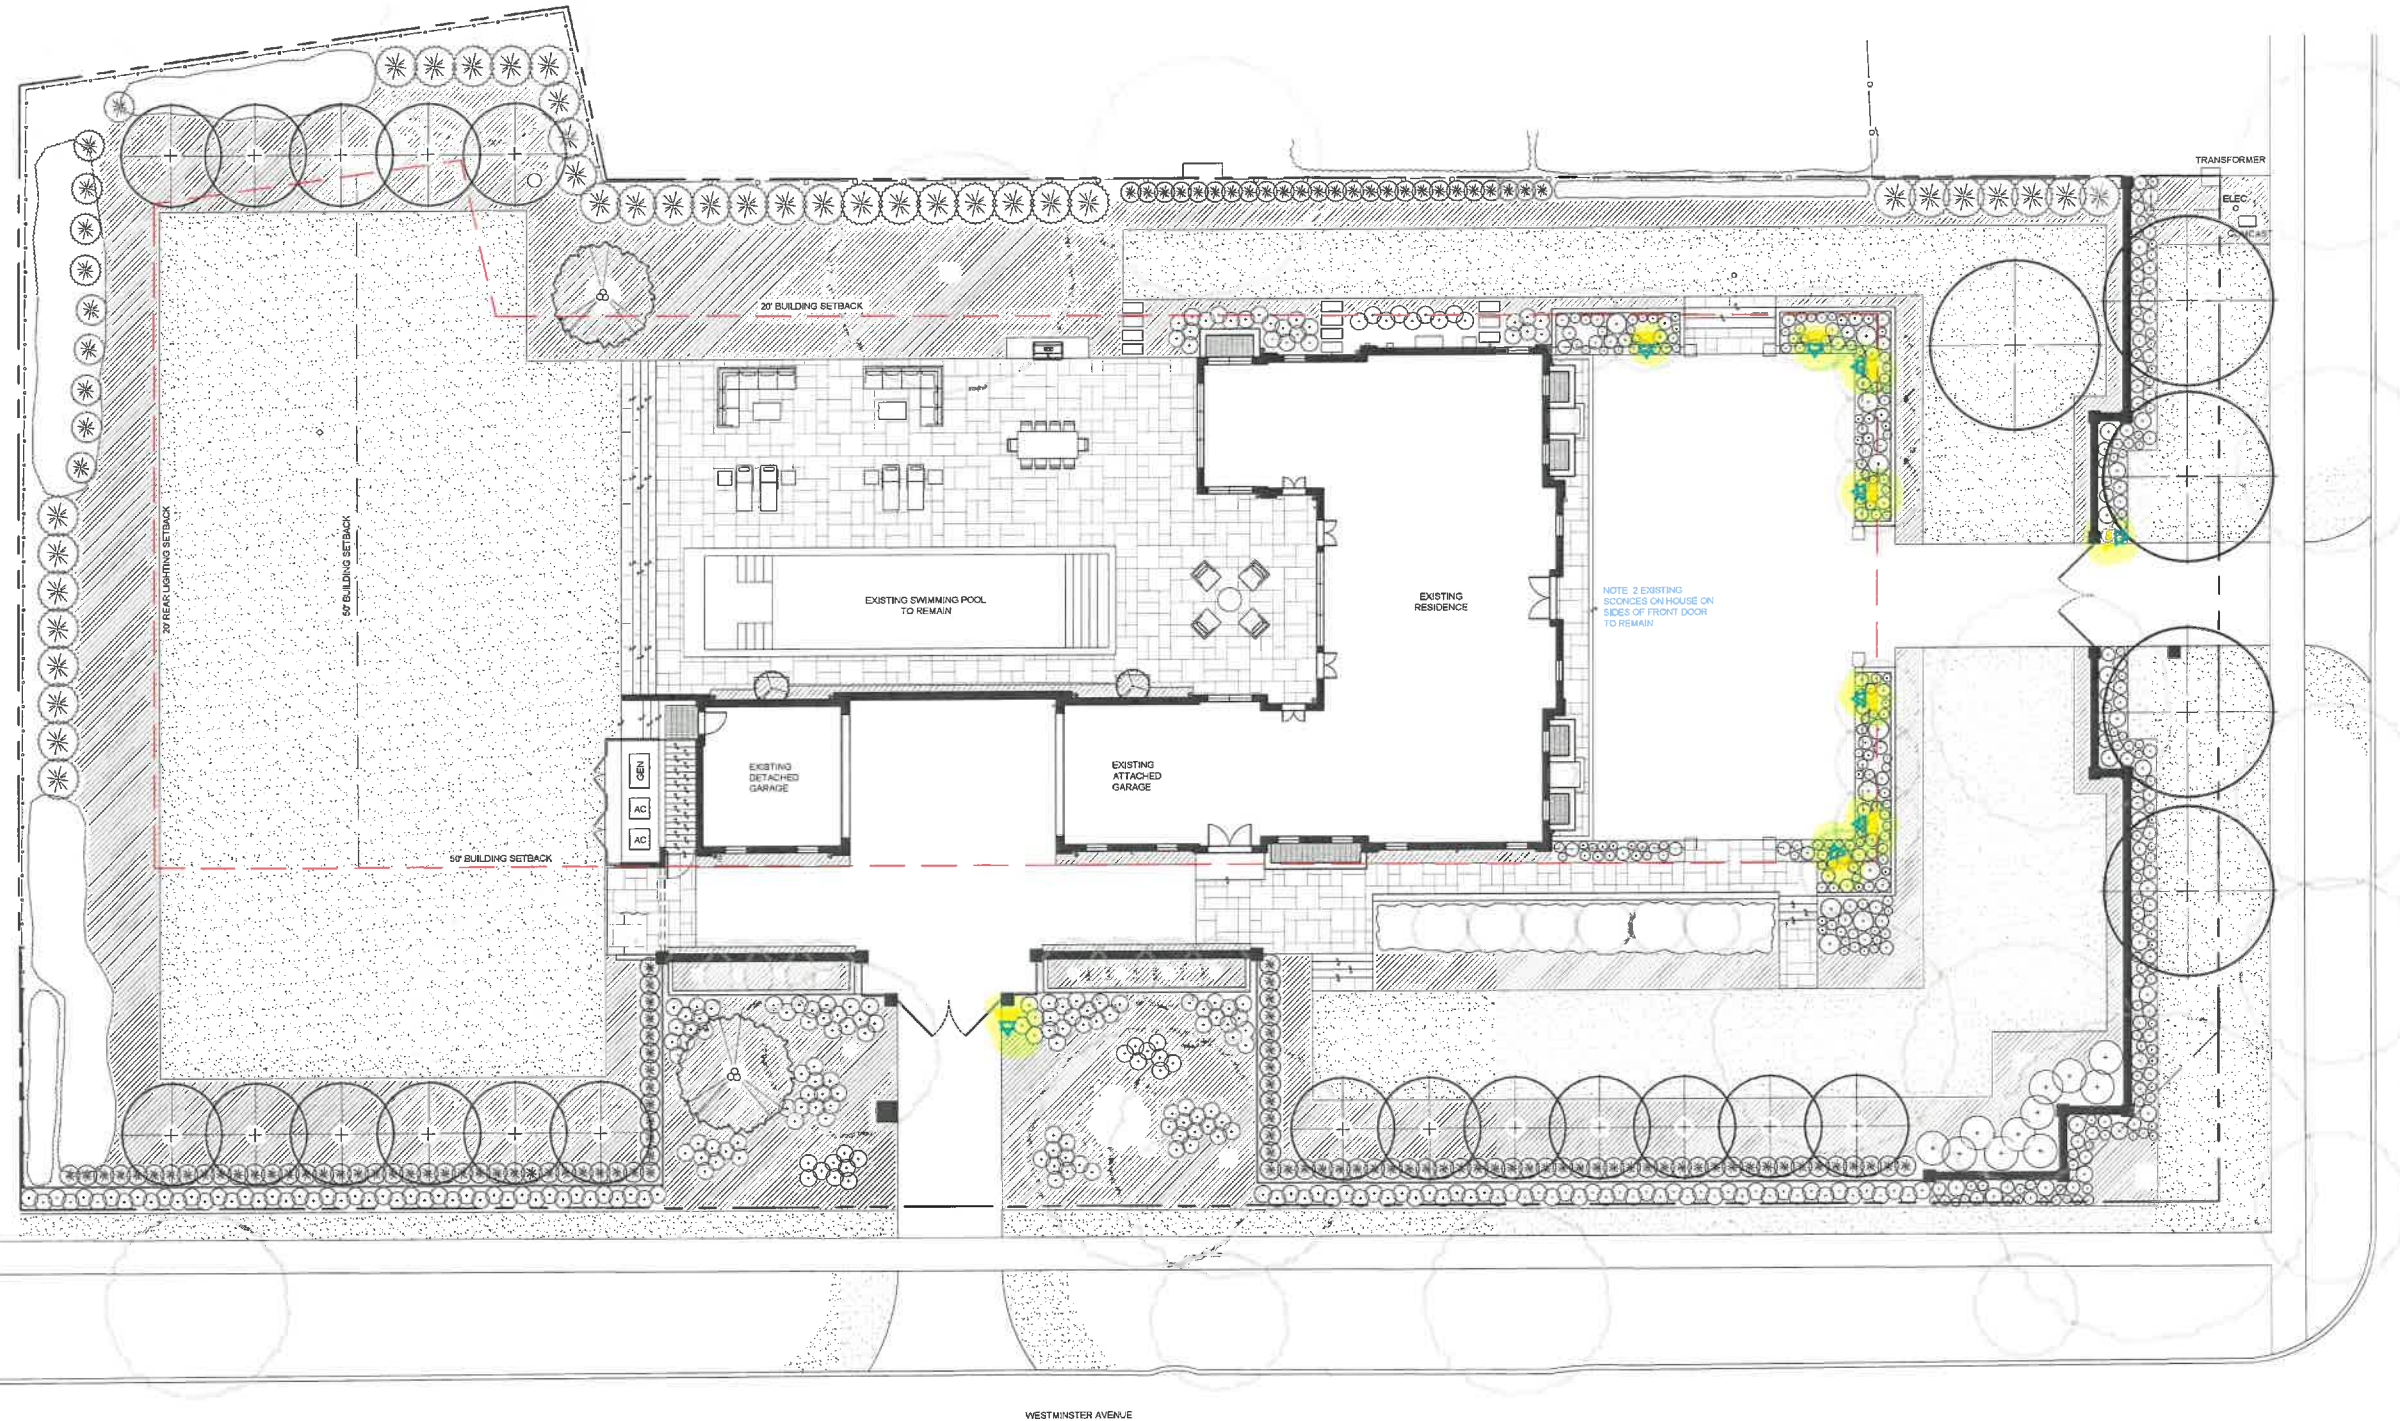 TRANSFORMER
ELEC.
COMCAST
20' BUILDING SETBACK
20' REAR LIGHTING SETBACK
50' BUILDING SETBACK
EXISTING SWIMMING POOL
TO REMAIN
EXISTING
RESIDENCE
NOTE 2 EXISTING
SCONCES ON HOUSE ON
SIDES OF FRONT DOOR
TO REMAIN
GEN
AC
AC
EXISTING
DETACHED
GARAGE
EXISTING
ATTACHED
GARAGE
50' BUILDING SETBACK
WESTMINSTER AVENUE